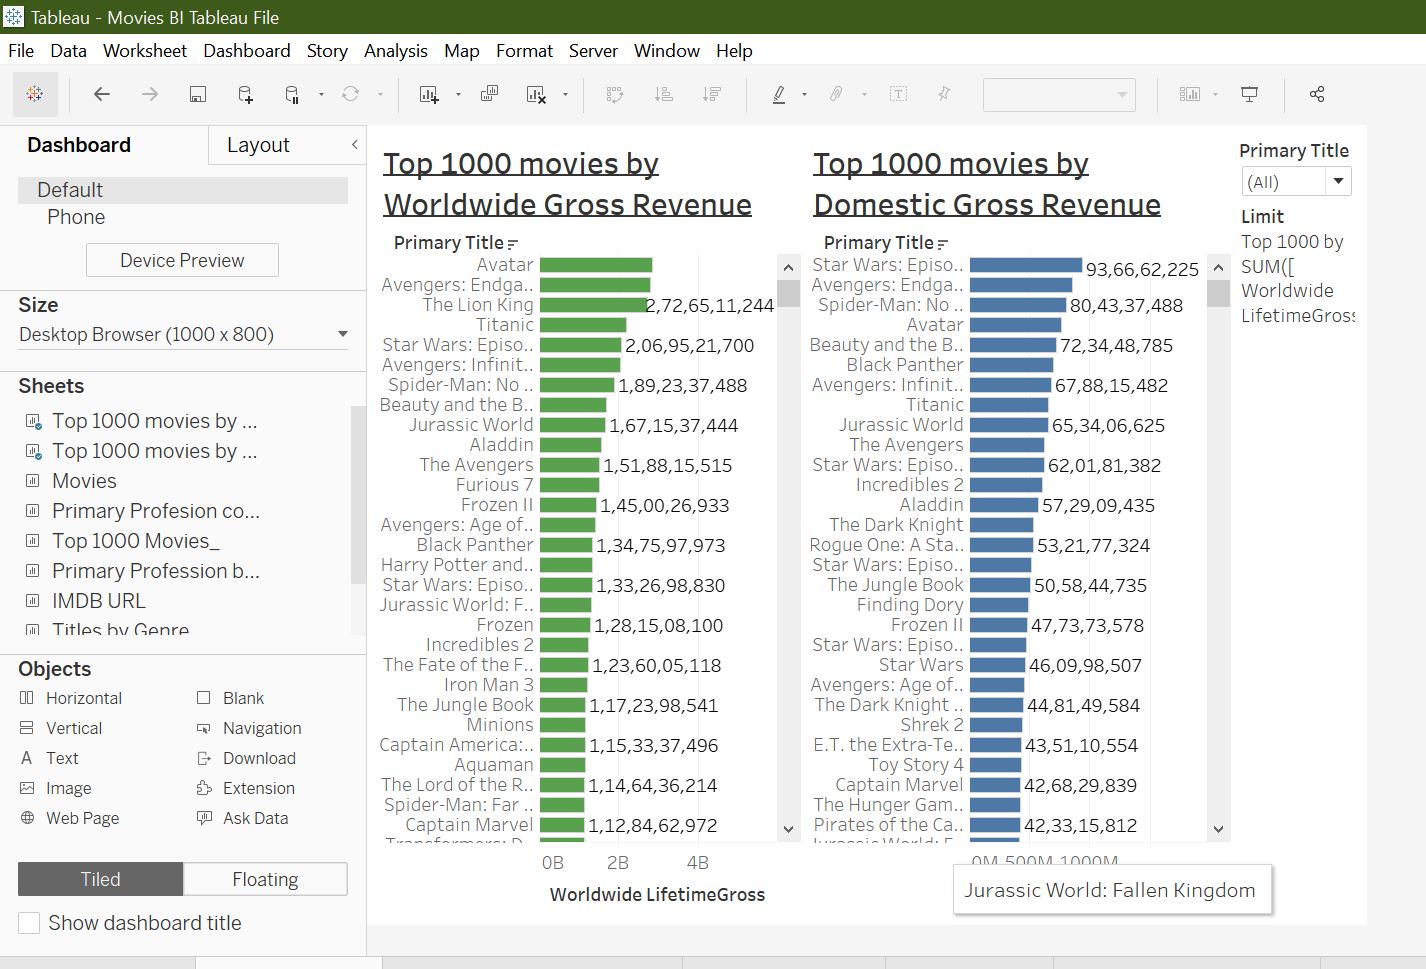 Tableau - Movies BI Tableau File
File Data Worksheet Dashboard Story Analysis Map Format Server Window Help
Dashboard
Layout
Default
Phone
Device Preview
Size
Desktop Browser (1000 x 800)
Sheets
Top 1000 movies by ...
Top 1000 movies by ...
Movies
Primary Profesion co...
Top 1000 Movies_
Primary Profession b...
IMDB URL
Titles by Genre
Objects
Horizontal
Blank
Vertical
Navigation
A Text
Download
Image
Extension
Web Page
Ask Data
Tiled
Floating
Show dashboard title
Top 1000 movies by
Worldwide Gross Revenue
Primary Title
Avatar
Avengers: Endga..
The Lion King 2,72,65,11,244
Titanic
Star Wars: Episo.. 2,06,95,21,700
Avengers: Infinit..
Spider-Man: No .. 1,89,23,37,488
Beauty and the B..
Jurassic World 1,67,15,37,444
Aladdin
The Avengers 1,51,88,15,515
Furious 7
Frozen II 1,45,00,26,933
Avengers: Age of..
Black Panther 1,34,75,97,973
Harry Potter and..
Star Wars: Episo.. 1,33,26,98,830
Jurassic World: F..
Frozen 1,28,15,08,100
Incredibles 2
The Fate of the F.. 1,23,60,05,118
Iron Man 3
The Jungle Book 1,17,23,98,541
Minions
Captain America:.. 1,15,33,37,496
Aquaman
The Lord of the R.. 1,14,64,36,214
Spider-Man: Far ..
Captain Marvel 1,12,84,62,972
Transformers: D..
0B 2B 4B
Worldwide LifetimeGross
Top 1000 movies by
Domestic Gross Revenue
Primary Title
Star Wars: Episo.. 93,66,62,225
Avengers: Endga..
Spider-Man: No .. 80,43,37,488
Avatar
Beauty and the B.. 72,34,48,785
Black Panther
Avengers: Infinit.. 67,88,15,482
Titanic
Jurassic World 65,34,06,625
The Avengers
Star Wars: Episo.. 62,01,81,382
Incredibles 2
Aladdin 57,29,09,435
The Dark Knight
Rogue One: A Sta.. 53,21,77,324
Star Wars: Episo..
The Jungle Book 50,58,44,735
Finding Dory
Frozen II 47,73,73,578
Star Wars: Episo..
Star Wars 46,09,98,507
Avengers: Age of..
The Dark Knight .. 44,81,49,584
Shrek 2
E.T. the Extra-Te.. 43,51,10,554
Toy Story 4
Captain Marvel 42,68,29,839
The Hunger Gam..
Pirates of the Ca.. 42,33,15,812
Jurassic World: F..
0M 500M 1000M
Jurassic World: Fallen Kingdom
Primary Title
(All)
Limit
Top 1000 by
SUM([
Worldwide
LifetimeGross